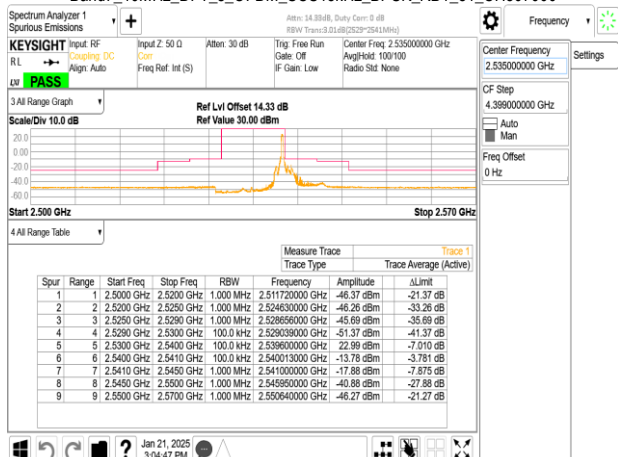 Spectrum Analyzer 1
Spurious Emissions
Attn: 14.33dB, Duty Corr: 0 dB
RBW Trans:3.01dB(2529~2541MHz)
Frequency
KEYSIGHT
Input: RF
Coupling: DC
Align: Auto
Input Z: 50 Ω
Corr
Freq Ref: Int (S)
Atten: 30 dB
Trig: Free Run
Gate: Off
IF Gain: Low
Center Freq: 2.535000000 GHz
Avg|Hold: 100/100
Radio Std: None
RL
LXI
PASS
Center Frequency
2.535000000 GHz
Settings
CF Step
4.399000000 GHz
Auto
Man
Freq Offset
0 Hz
3 All Range Graph
Ref Lvl Offset 14.33 dB
Scale/Div 10.0 dB
Ref Value 30.00 dBm
20.0
0.00
-20.0
-40.0
-60.0
Start 2.500 GHz
Stop 2.570 GHz
4 All Range Table
Measure Trace Trace 1
Trace Type Trace Average (Active)
Spur Range Start Freq Stop Freq RBW Frequency Amplitude ΔLimit
1 1 2.5000 GHz 2.5200 GHz 1.000 MHz 2.511720000 GHz -46.37 dBm -21.37 dB
2 2 2.5200 GHz 2.5250 GHz 1.000 MHz 2.524630000 GHz -46.26 dBm -33.26 dB
3 3 2.5250 GHz 2.5290 GHz 1.000 MHz 2.528656000 GHz -45.69 dBm -35.69 dB
4 4 2.5290 GHz 2.5300 GHz 100.0 kHz 2.529039000 GHz -51.37 dBm -41.37 dB
5 5 2.5300 GHz 2.5400 GHz 100.0 kHz 2.539600000 GHz 22.99 dBm -7.010 dB
6 6 2.5400 GHz 2.5410 GHz 100.0 kHz 2.540013000 GHz -13.78 dBm -3.781 dB
7 7 2.5410 GHz 2.5450 GHz 1.000 MHz 2.541000000 GHz -17.88 dBm -7.875 dB
8 8 2.5450 GHz 2.5500 GHz 1.000 MHz 2.545950000 GHz -40.88 dBm -27.88 dB
9 9 2.5500 GHz 2.5700 GHz 1.000 MHz 2.550640000 GHz -46.27 dBm -21.27 dB
Jan 21, 2025
3:04:47 PM